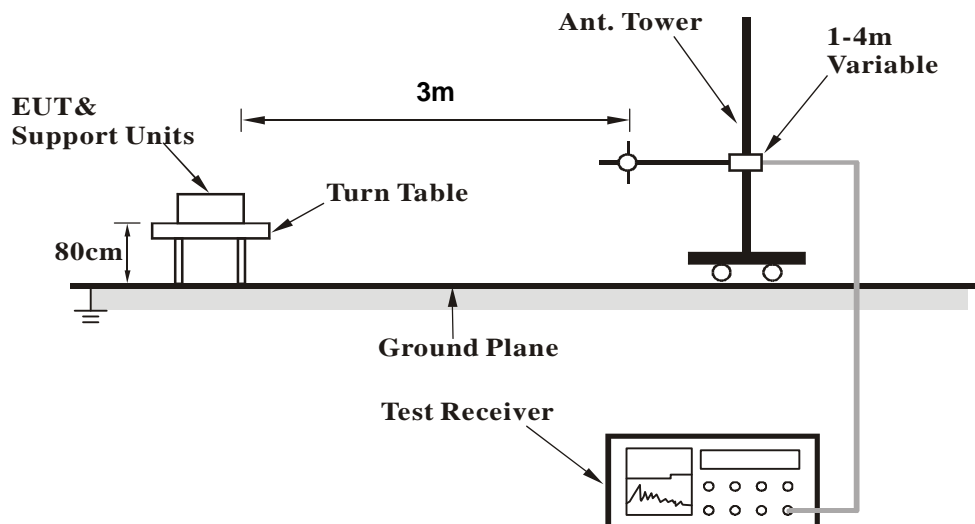 Ant. Tower
1-4m
Variable
3m
EUT&
Support Units
Turn Table
80cm
Ground Plane
Test Receiver